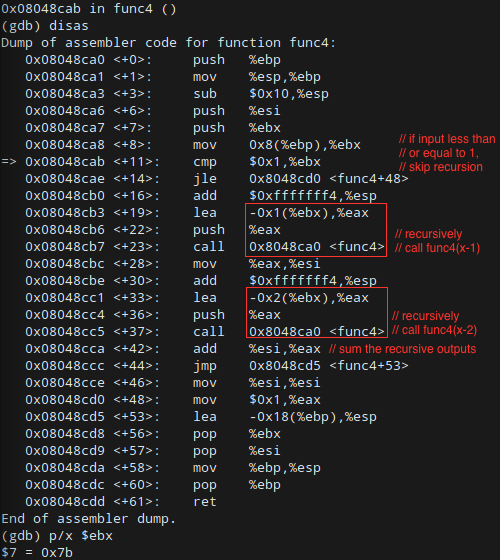 0x08048cab in func4 ()
(gdb) disas
Dump of assembler code for function func4:
0x08048ca0 <+0>: push %ebp
0x08048ca1 <+1>: mov %esp,%ebp
0x08048ca3 <+3>: sub $0x10,%esp
0x08048ca6 <+6>: push %esi
0x08048ca7 <+7>: push %ebx
0x08048ca8 <+8>: mov 0x8(%ebp),%ebx // if input less than
=> 0x08048cab <+11>: cmp $0x1,%ebx // or equal to 1,
0x08048cae <+14>: jle 0x8048cd0 <func4+48> // skip recursion
0x08048cb0 <+16>: add $0xfffffff4,%esp
0x08048cb3 <+19>: lea -0x1(%ebx),%eax
0x08048cb6 <+22>: push %eax // recursively
0x08048cb7 <+23>: call 0x8048ca0 <func4> // call func4(x-1)
0x08048cbc <+28>: mov %eax,%esi
0x08048cbe <+30>: add $0xfffffff4,%esp
0x08048cc1 <+33>: lea -0x2(%ebx),%eax
0x08048cc4 <+36>: push %eax // recursively
0x08048cc5 <+37>: call 0x8048ca0 <func4> // call func4(x-2)
0x08048cca <+42>: add %esi,%eax // sum the recursive outputs
0x08048ccc <+44>: jmp 0x8048cd5 <func4+53>
0x08048cce <+46>: mov %esi,%esi
0x08048cd0 <+48>: mov $0x1,%eax
0x08048cd5 <+53>: lea -0x18(%ebp),%esp
0x08048cd8 <+56>: pop %ebx
0x08048cd9 <+57>: pop %esi
0x08048cda <+58>: mov %ebp,%esp
0x08048cdc <+60>: pop %ebp
0x08048cdd <+61>: ret
End of assembler dump.
(gdb) p/x $ebx
$7 = 0x7b